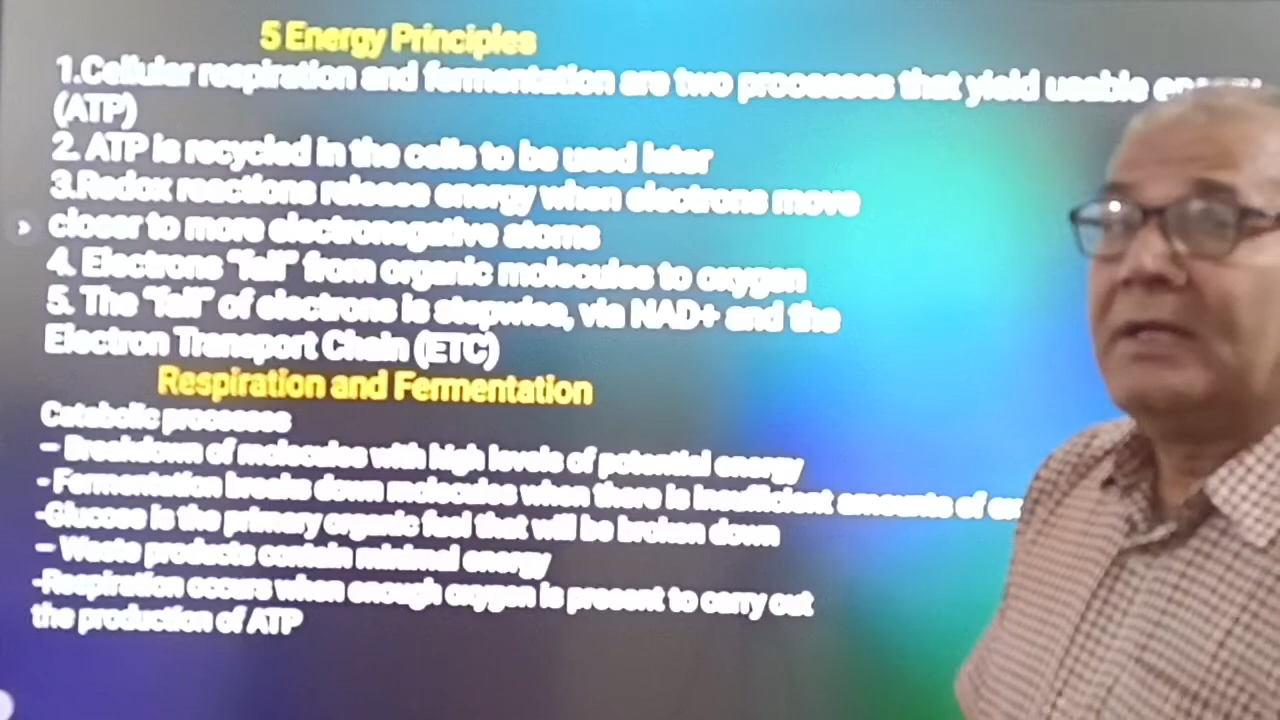 5 Energy Principles
1.Cellular respiration and fermentation are two processes that yield usable
(ATP)
2. ATP is recycled in the cells to be used later
3.Redox reactions release energy when electrons move
closer to more electronegative atoms
4. Electrons "fall" from organic molecules to oxygen
5. The "fall" of electrons is stepwise, via NAD+ and the
Electron Transport Chain (ETC)
Respiration and Fermentation
Catabolic processes
– Breakdown of molecules with high levels of potential energy
- Fermentation breaks down molecules when there is insufficient amounts of
-Glucose is the primary organic fuel that will be broken down
– Waste products contain minimal energy
-Respiration occurs when enough oxygen is present to carry out
the production of ATP